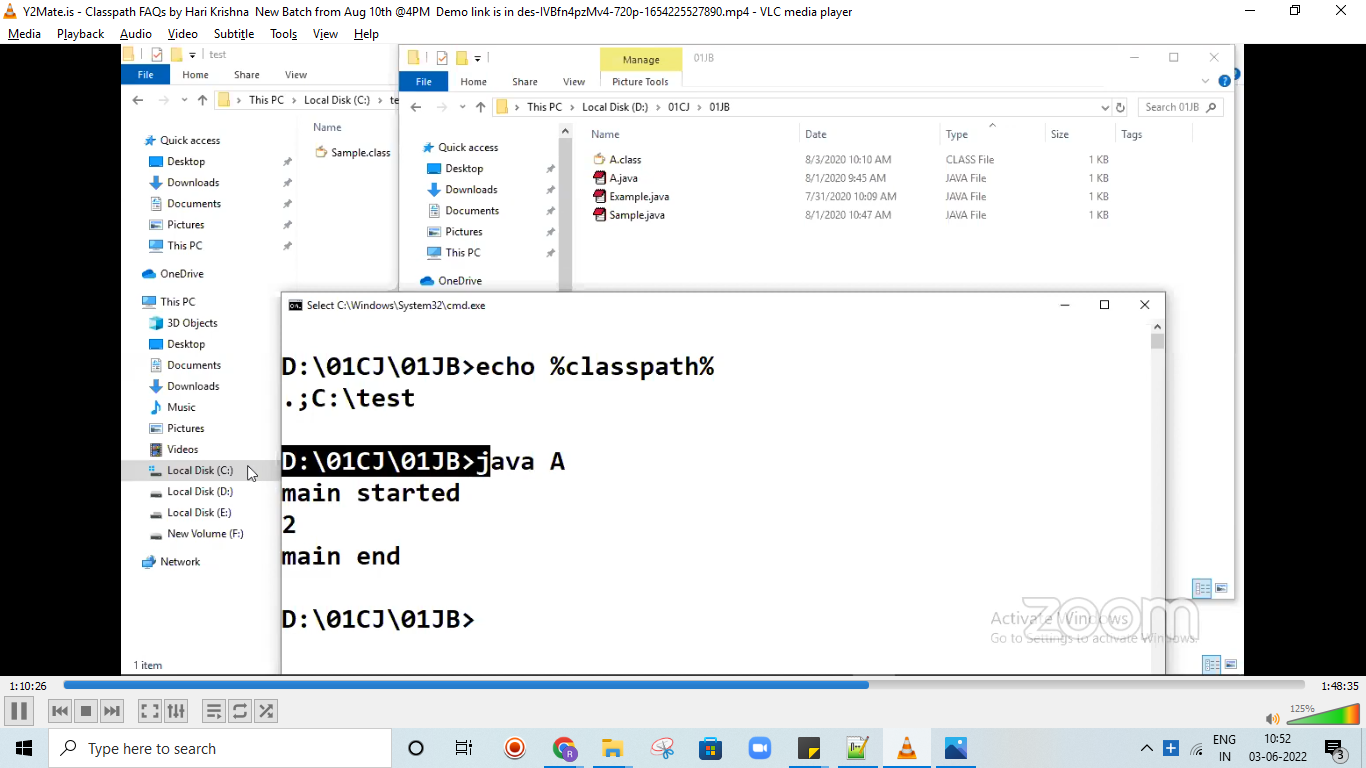 Y2Mate.is - Classpath FAQs by Hari Krishna  New Batch from Aug 10th @4PM  Demo link is in des-IVBfn4pzMv4-720p-1654225527890.mp4 - VLC media player
Media Playback Audio Video Subtitle Tools View Help
test
File Home Share View
This PC > Local Disk (C:) > te
Name
Sample.class
Quick access
Desktop
Downloads
Documents
Pictures
This PC
OneDrive
This PC
3D Objects
Desktop
Documents
Downloads
Music
Pictures
Videos
Local Disk (C:)
Local Disk (D:)
Local Disk (E:)
New Volume (F:)
Network
1 item
Manage 01JB
File Home Share View Picture Tools
This PC > Local Disk (D:) > 01CJ > 01JB Search 01JB
Quick access
Desktop
Downloads
Documents
Pictures
This PC
OneDrive
Name Date Type Size Tags
A.class 8/3/2020 10:10 AM CLASS File 1 KB
A.java 8/1/2020 9:45 AM JAVA File 1 KB
Example.java 7/31/2020 10:09 AM JAVA File 1 KB
Sample.java 8/1/2020 10:47 AM JAVA File 1 KB
Select C:\Windows\System32\cmd.exe
D:\01CJ\01JB>echo %classpath%
.;C:\test
D:\01CJ\01JB>java A
main started
2
main end
D:\01CJ\01JB>
zoom
Activate Windows
Go to Settings to activate Windows.
1:10:26 1:48:35
125%
Type here to search
ENG
IN
10:52
03-06-2022
3